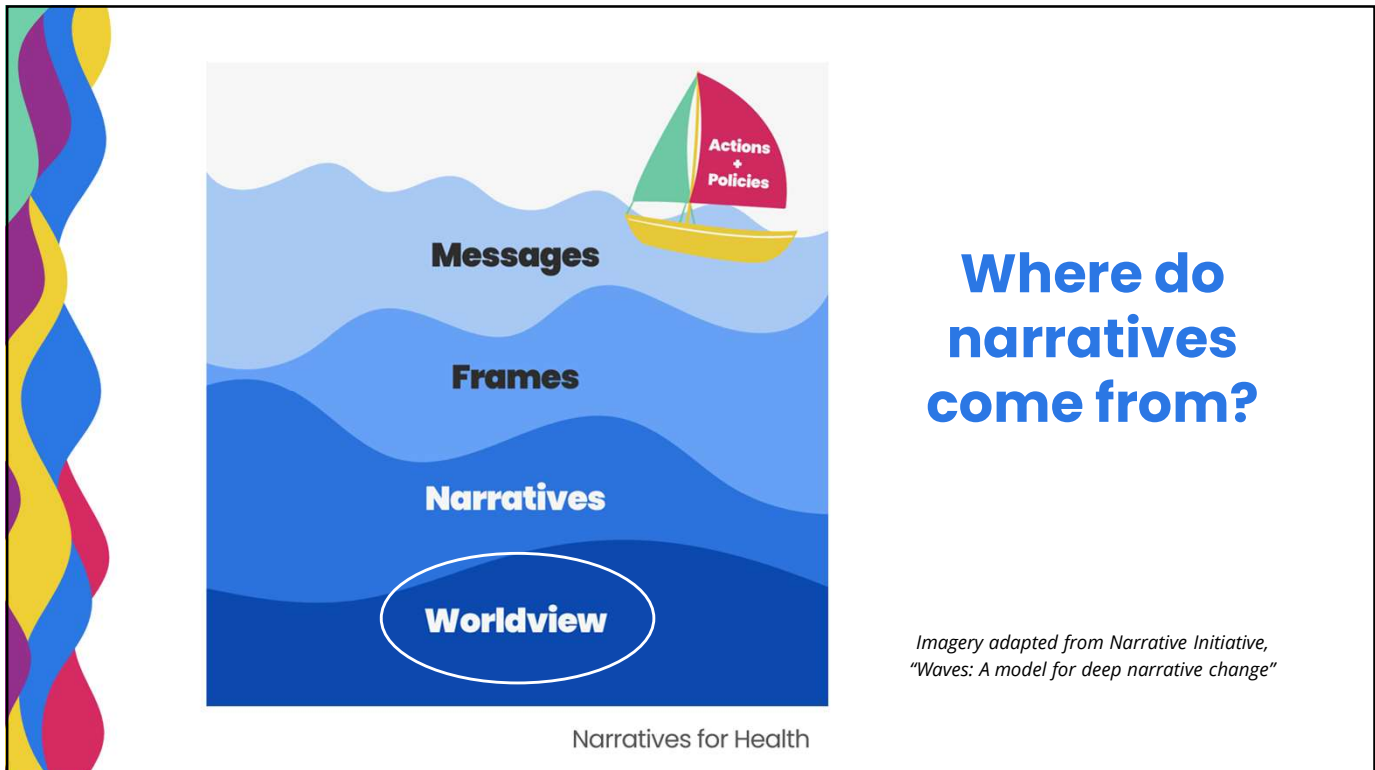 Actions
+
Policies
Messages
Frames
Narratives
Worldview
Where do
narratives
come from?
Imagery adapted from Narrative Initiative,
“Waves: A model for deep narrative change”
Narratives for Health